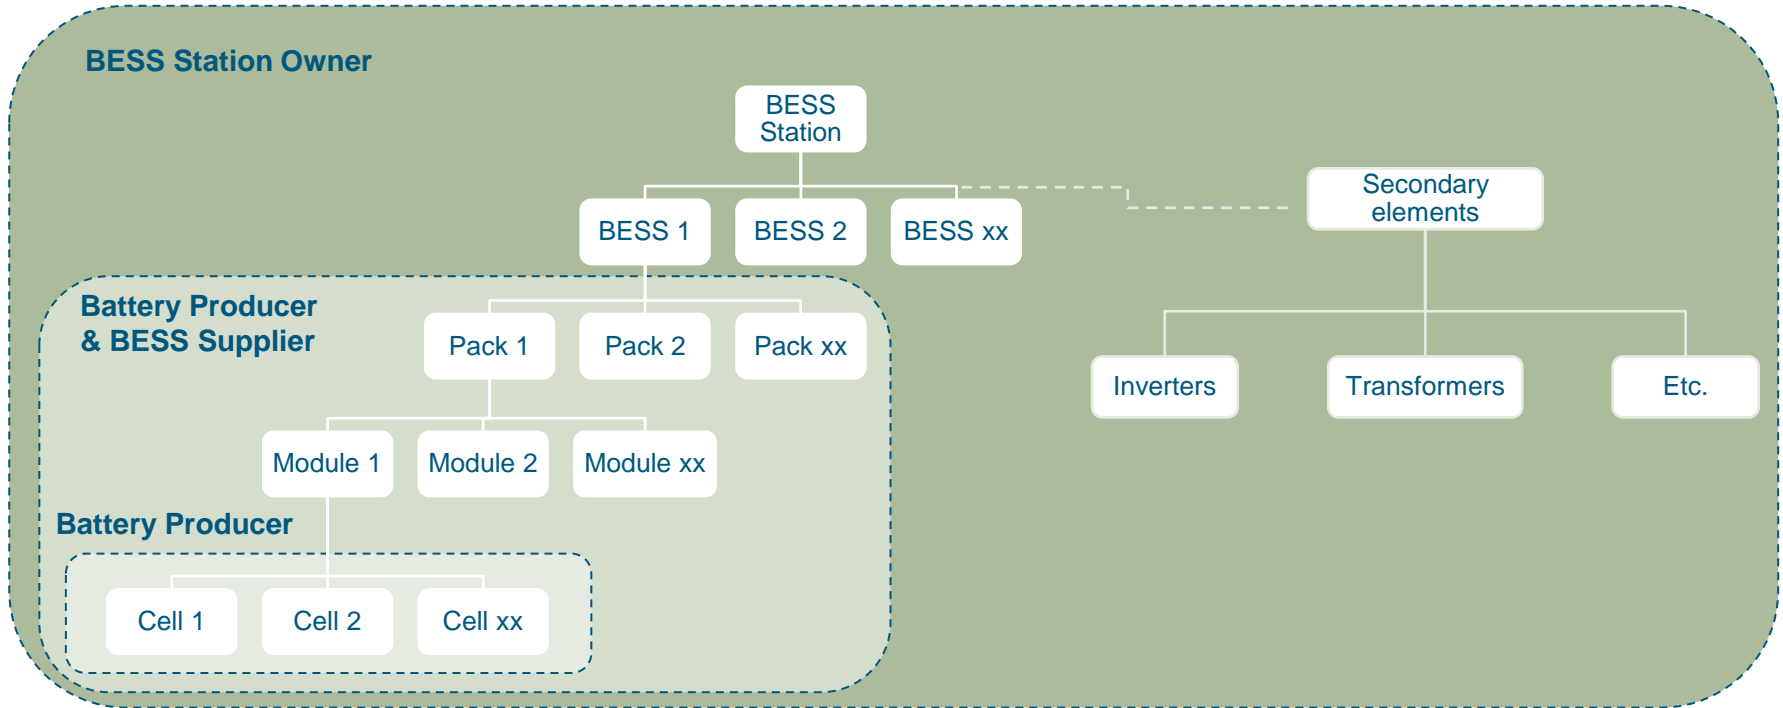 BESS Station Owner
BESS
Station
Secondary
elements
BESS 1
BESS 2
BESS xx
Battery Producer
& BESS Supplier
Pack 1
Pack 2
Pack xx
Inverters
Transformers
Etc.
Module 1
Module 2
Module xx
Battery Producer
Cell 1
Cell 2
Cell xx